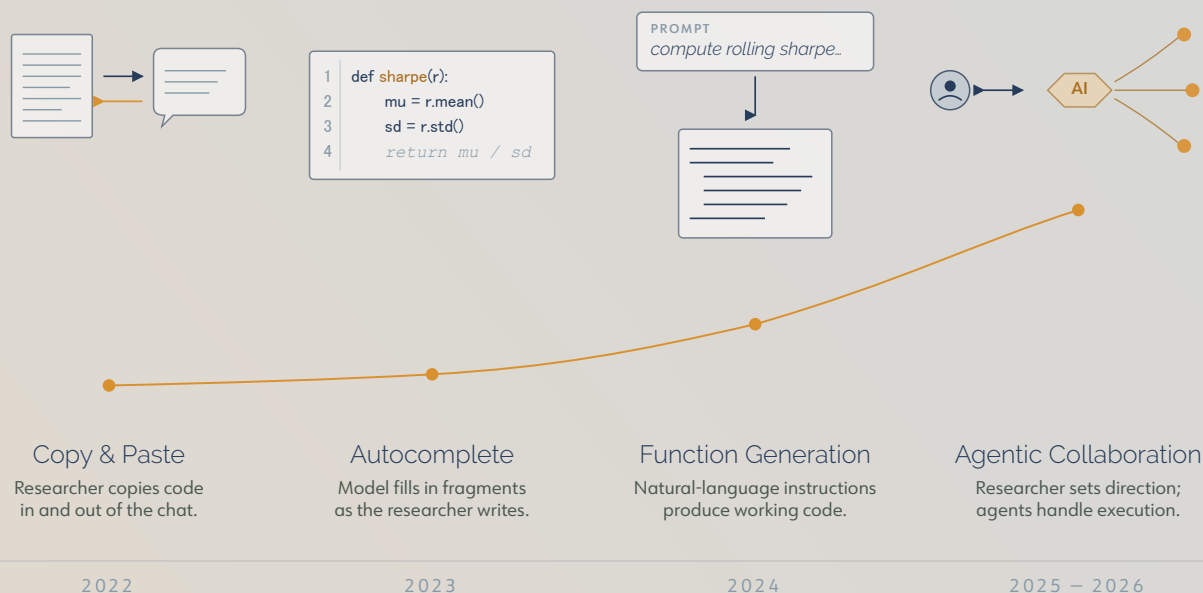 PROMPT
compute rolling sharpe…
1 def sharpe(r):
2 mu = r.mean()
3 sd = r.std()
4 return mu / sd
AI
Copy & Paste
Researcher copies code
in and out of the chat.
Autocomplete
Model fills in fragments
as the researcher writes.
Function Generation
Natural-language instructions
produce working code.
Agentic Collaboration
Researcher sets direction;
agents handle execution.
2022
2023
2024
2025 – 2026